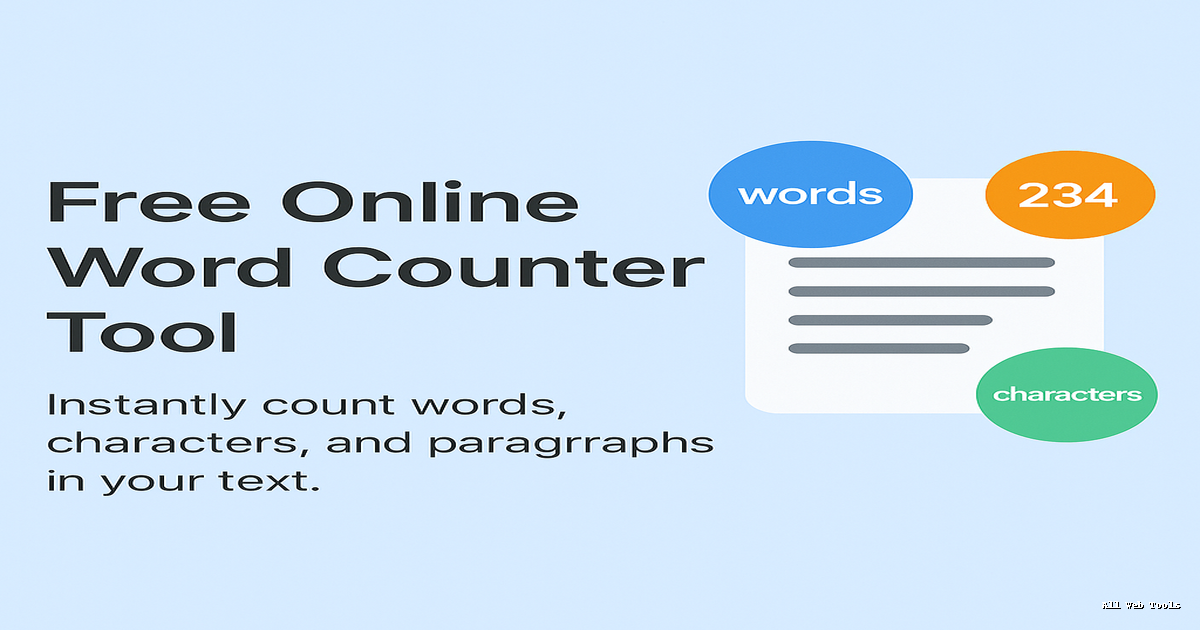 Free Online
Word Counter
Tool
Instantly count words,
characters, and paragrraphs
in your text.
words
234
characters
All Web Tools